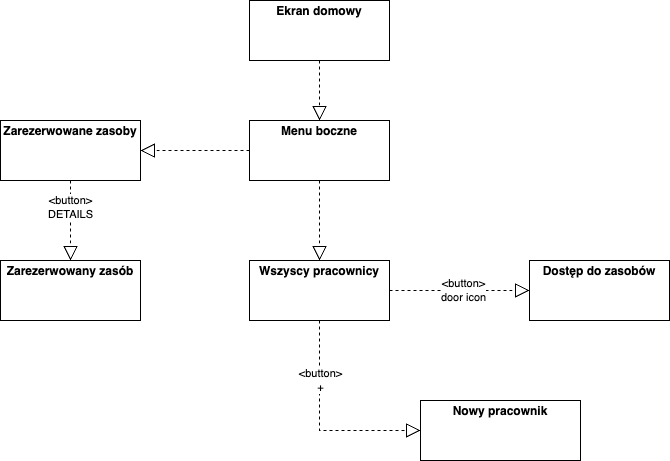 Ekran domowy
Zarezerwowane zasoby
Menu boczne
<button>
DETAILS
Zarezerwowany zasób
Wszyscy pracownicy
<button>
door icon
Dostęp do zasobów
<button>
+
Nowy pracownik